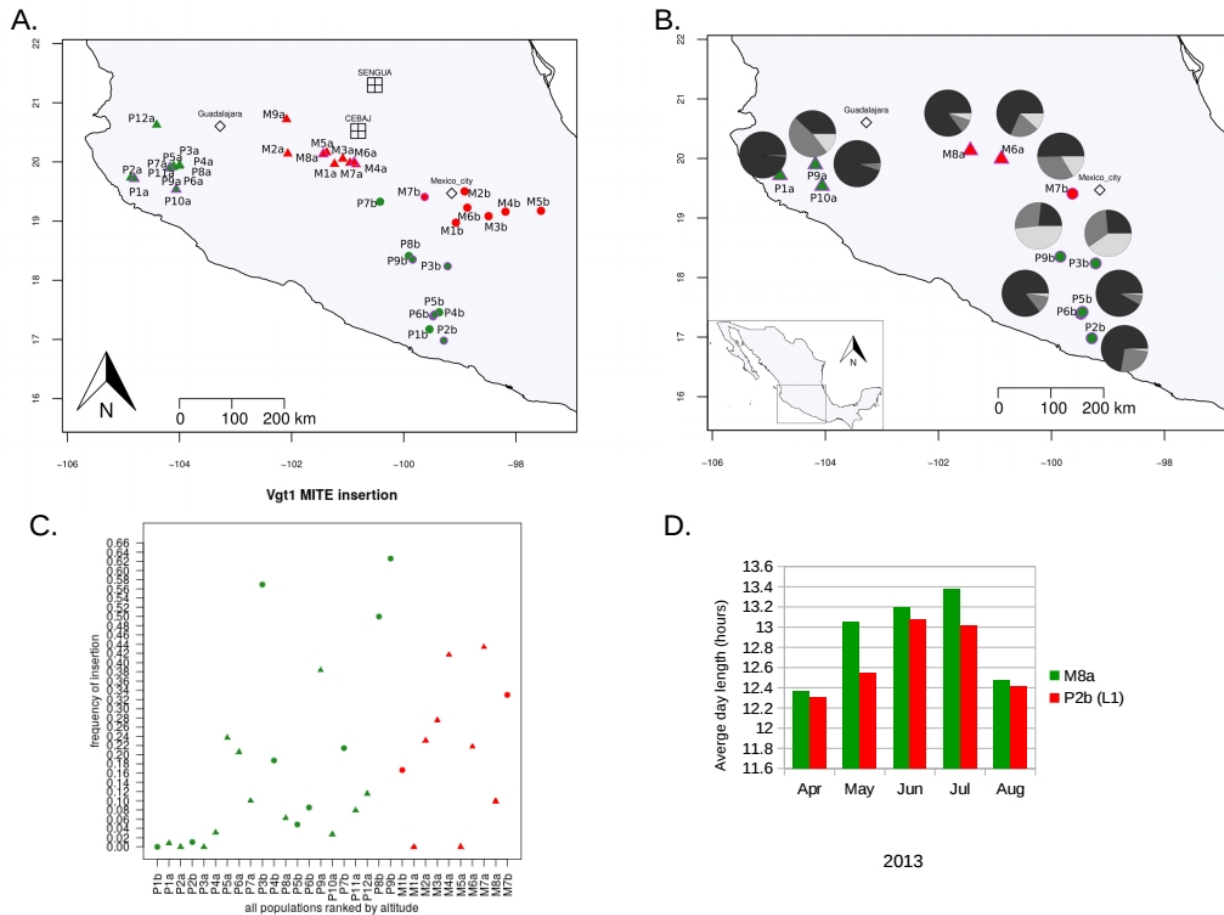 A.
22
21
20
19
18
17
16
−106
−104
−102
−100
−98
SENGUA
CEBAJ
Guadalajara
Mexico_city
P12a
M9a
M2a
M5a
M8a
M3a
M6a
M1a
M7a
M4a
P3a
P5a
P7a
P4a
P11a
P8a
P2a
P9a
P6a
P1a
P10a
M7b
M2b
P7b
M4b
M5b
M6b
M3b
M1b
P8b
P9b
P3b
P5b
P6b
P4b
P1b
P2b
N
0 100 200 km
B.
22
21
20
19
18
17
16
−106
−104
−102
−100
−98
Guadalajara
Mexico_city
P1a
P9a
P10a
M8a
M6a
M7b
P9b
P3b
P5b
P6b
P2b
N
0 100 200 km
Vgt1 MITE insertion
C.
frequency of insertion
0.66
0.64
0.62
0.60
0.58
0.56
0.54
0.52
0.50
0.48
0.46
0.44
0.42
0.40
0.38
0.36
0.34
0.32
0.30
0.28
0.26
0.24
0.22
0.20
0.18
0.16
0.14
0.12
0.10
0.08
0.06
0.04
0.02
0.00
P1b P1a P2a P2b P3a P4a P5a P6a P7a P3b P4b P8a P5b P6b P9a P10a P7b P11a P12a P8b P9b M1b M1a M2a M3a M4a M5a M6a M7a M8a M7b
all populations ranked by altitude
D.
Averge day length (hours)
13.6
13.4
13.2
13
12.8
12.6
12.4
12.2
12
11.8
11.6
Apr May Jun Jul Aug
M8a
P2b (L1)
2013